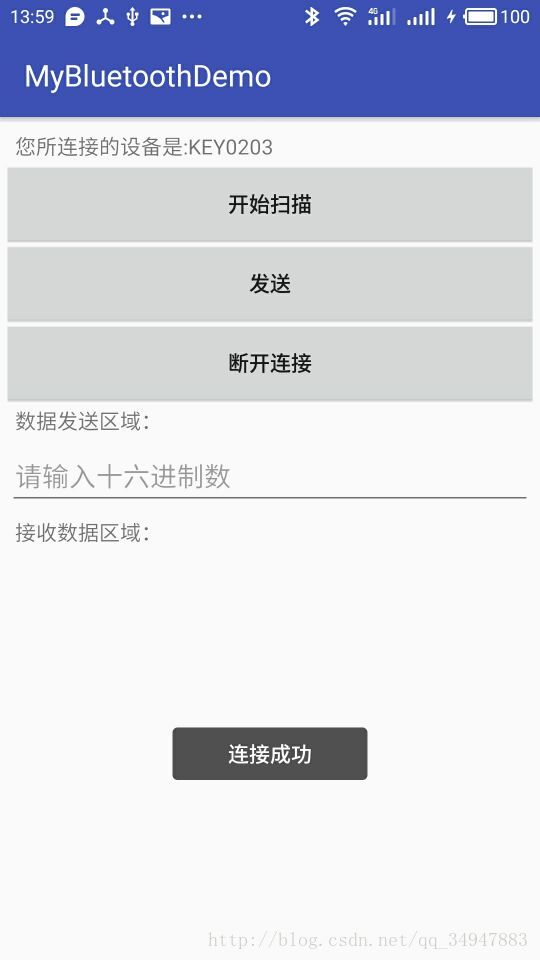 13:59 4G 100
MyBluetoothDemo
您所连接的设备是:KEY0203
开始扫描
发送
断开连接
数据发送区域：
请输入十六进制数
接收数据区域：
连接成功
http://blog.csdn.net/qq_34947883